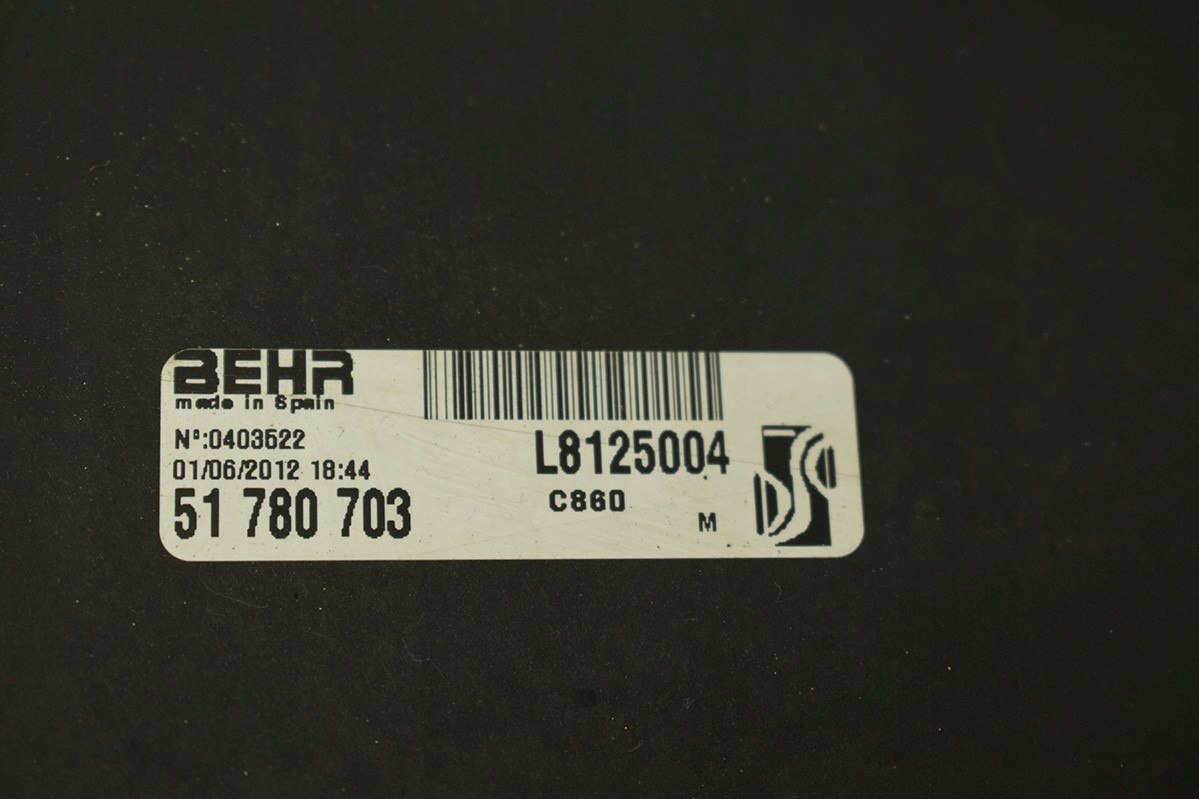 BEHR
made in Spain
Nº:0403522
01/06/2012 18:44
51 780 703
L8125004
C860
M